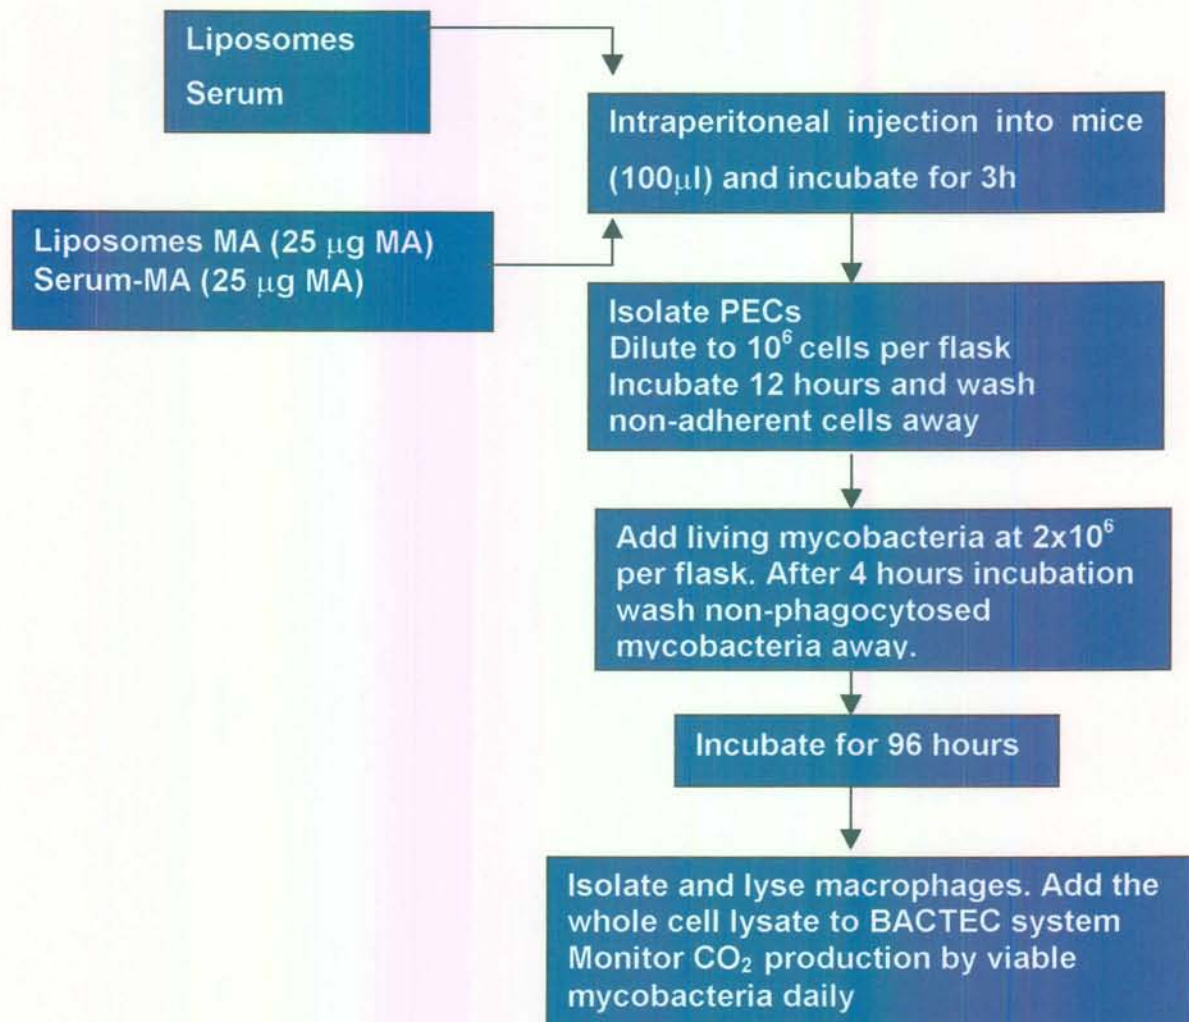 Liposomes
Serum
Intraperitoneal injection into mice
(100µl) and incubate for 3h
Liposomes MA (25 µg MA)
Serum-MA (25 µg MA)
Isolate PECs
Dilute to 10⁶ cells per flask
Incubate 12 hours and wash
non-adherent cells away
Add living mycobacteria at 2x10⁶
per flask. After 4 hours incubation
wash non-phagocytosed
mycobacteria away.
Incubate for 96 hours
Isolate and lyse macrophages. Add the
whole cell lysate to BACTEC system
Monitor CO₂ production by viable
mycobacteria daily